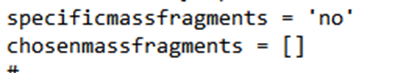 specificmassfragments = 'no'
chosenmassfragments = []
#